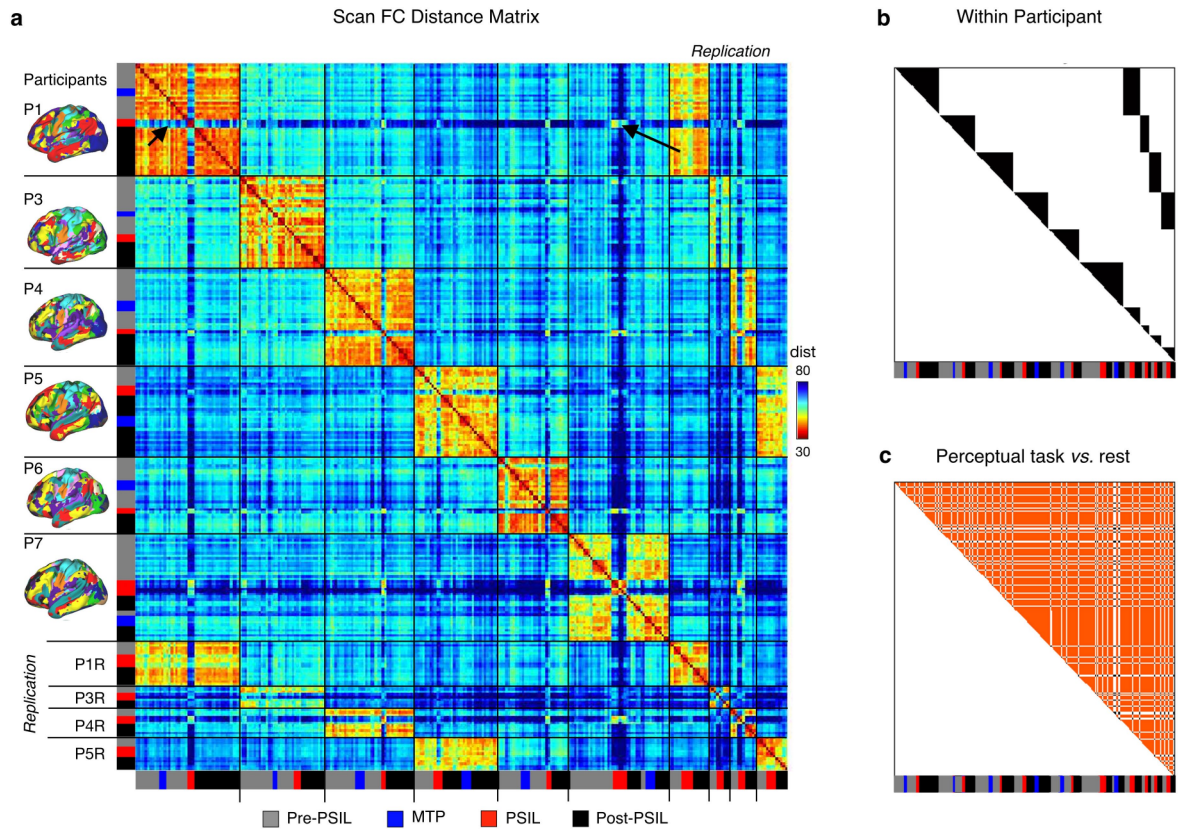 a
Scan FC Distance Matrix
Replication
Participants
P1
P3
P4
P5
P6
P7
Replication
P1R
P3R
P4R
P5R
dist
80
30
Pre-PSIL
MTP
PSIL
Post-PSIL
b
Within Participant
c
Perceptual task vs. rest